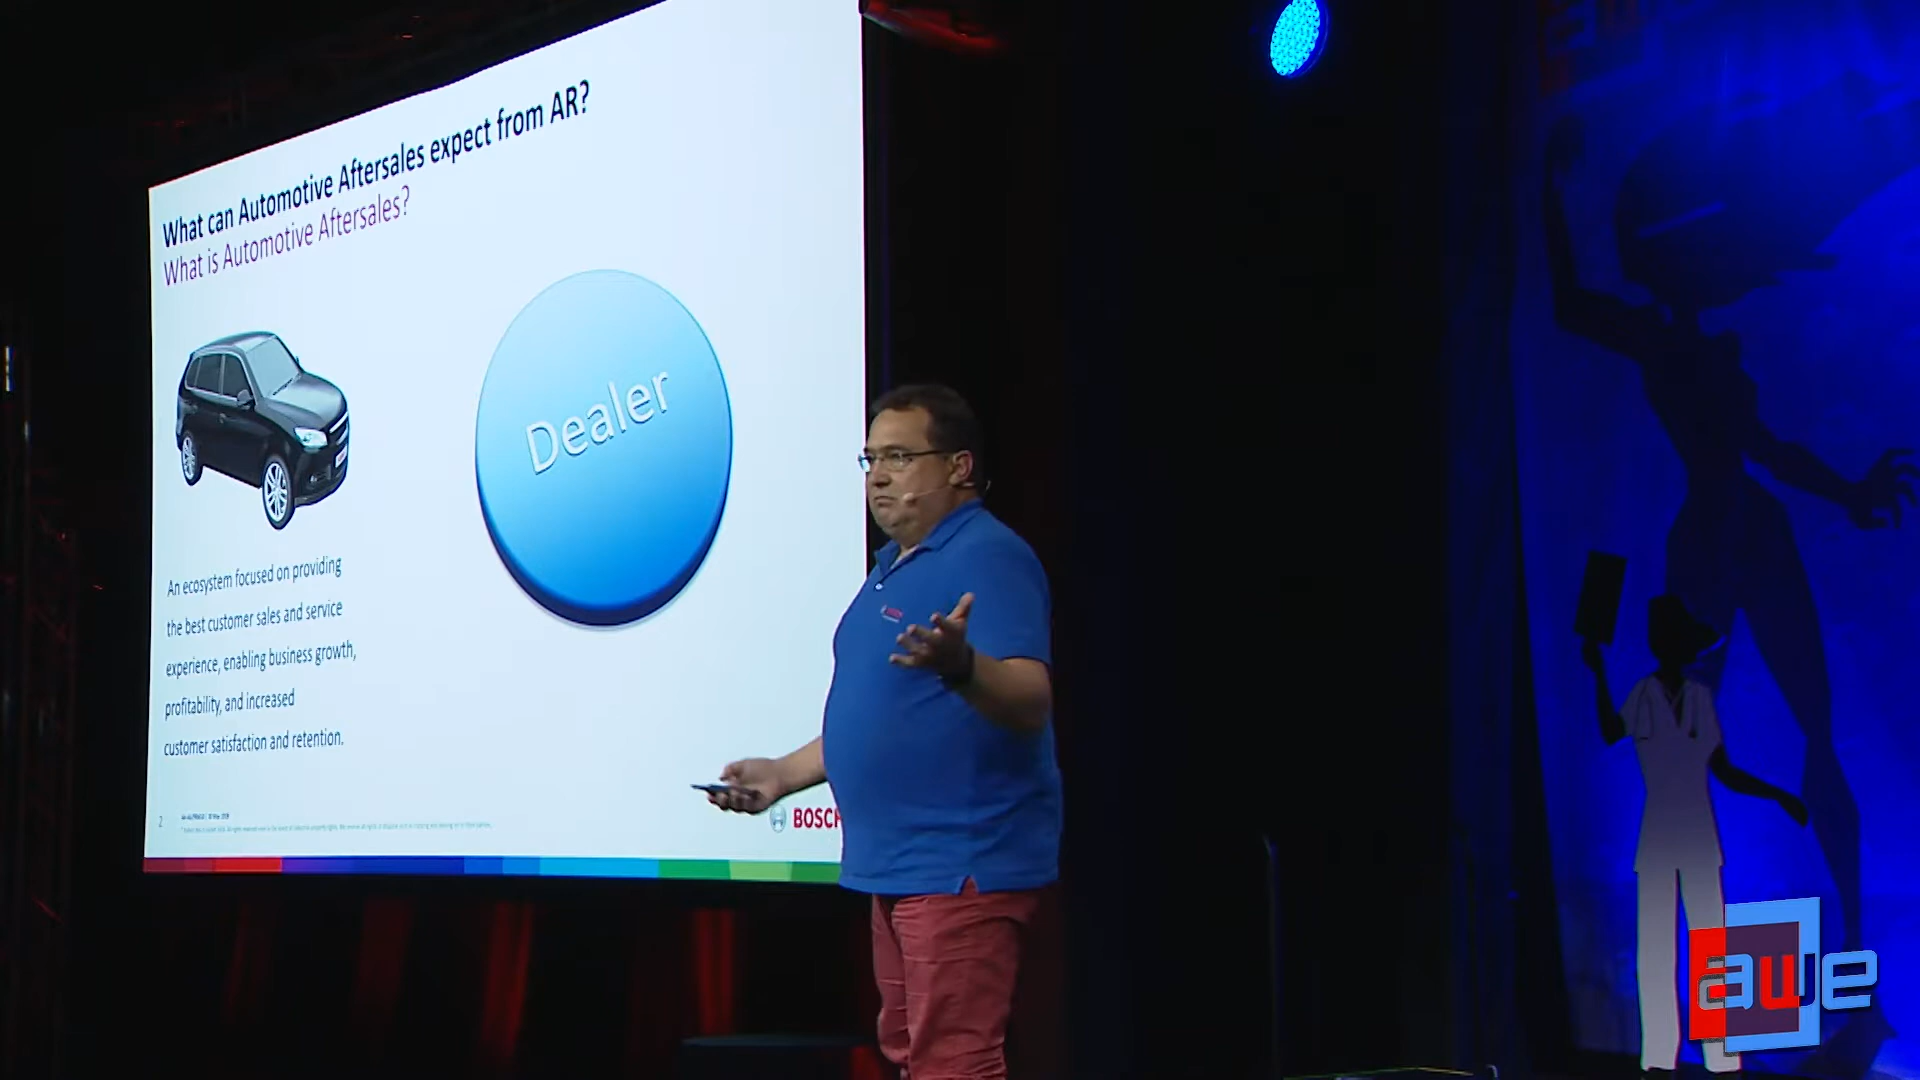 What can Automotive Aftersales expect from AR?
What is Automotive Aftersales?
Dealer
An ecosystem focused on providing
the best customer sales and service
experience, enabling business growth,
profitability, and increased
customer satisfaction and retention.
2
BOSCH
awe